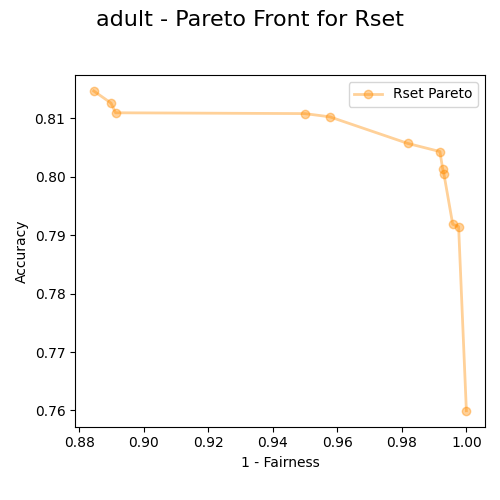 adult - Pareto Front for Rset
Rset Pareto
0.81
0.80
0.79
0.78
0.77
0.76
Accuracy
0.88 0.90 0.92 0.94 0.96 0.98 1.00
1 - Fairness